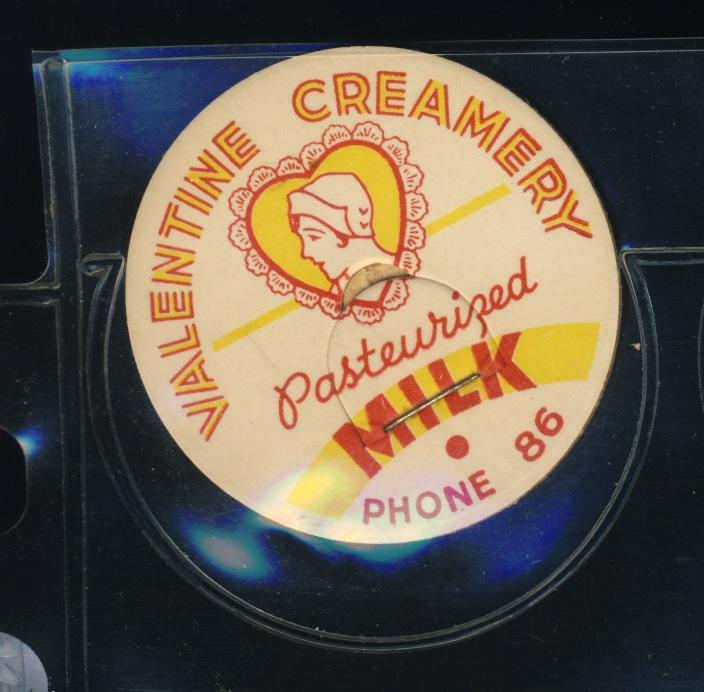 VALENTINE CREAMERY
Pasteurized
MILK
PHONE 86